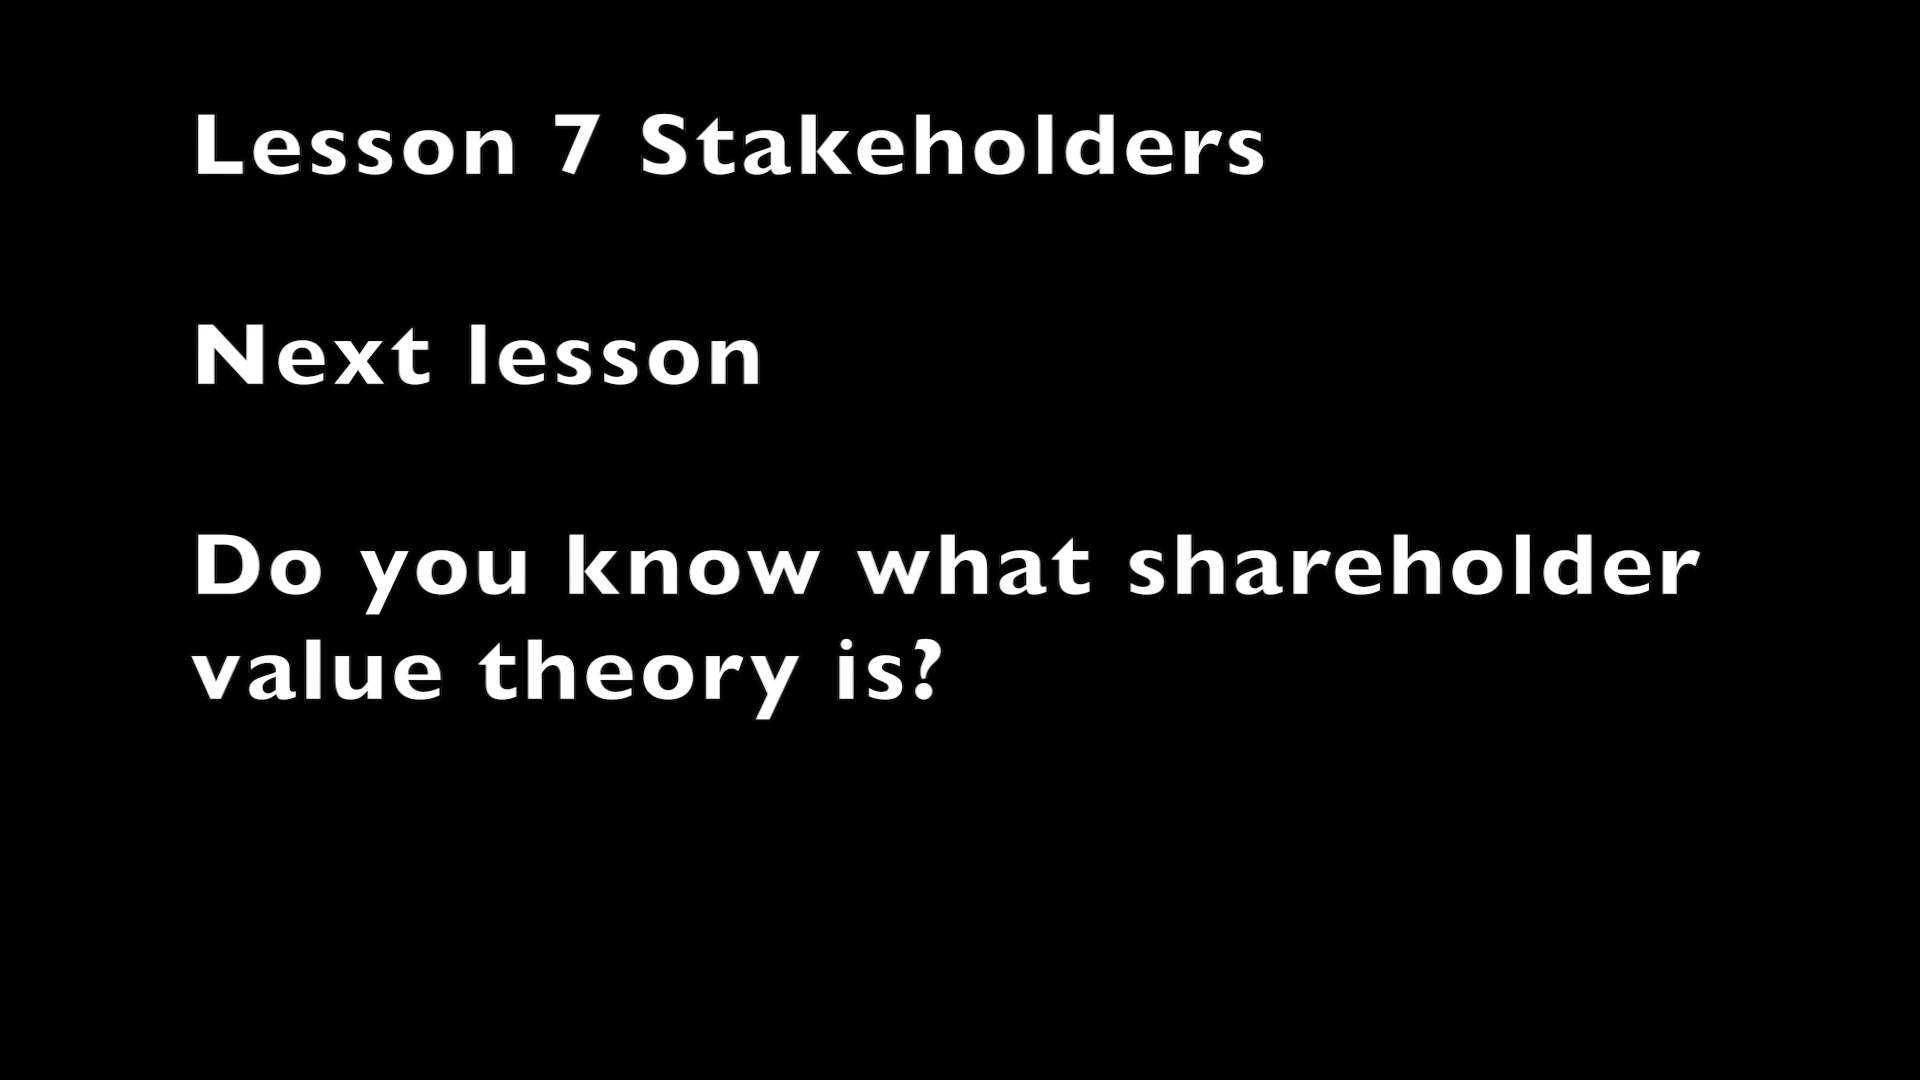 Lesson 7 Stakeholders
Next lesson
Do you know what shareholder
value theory is?